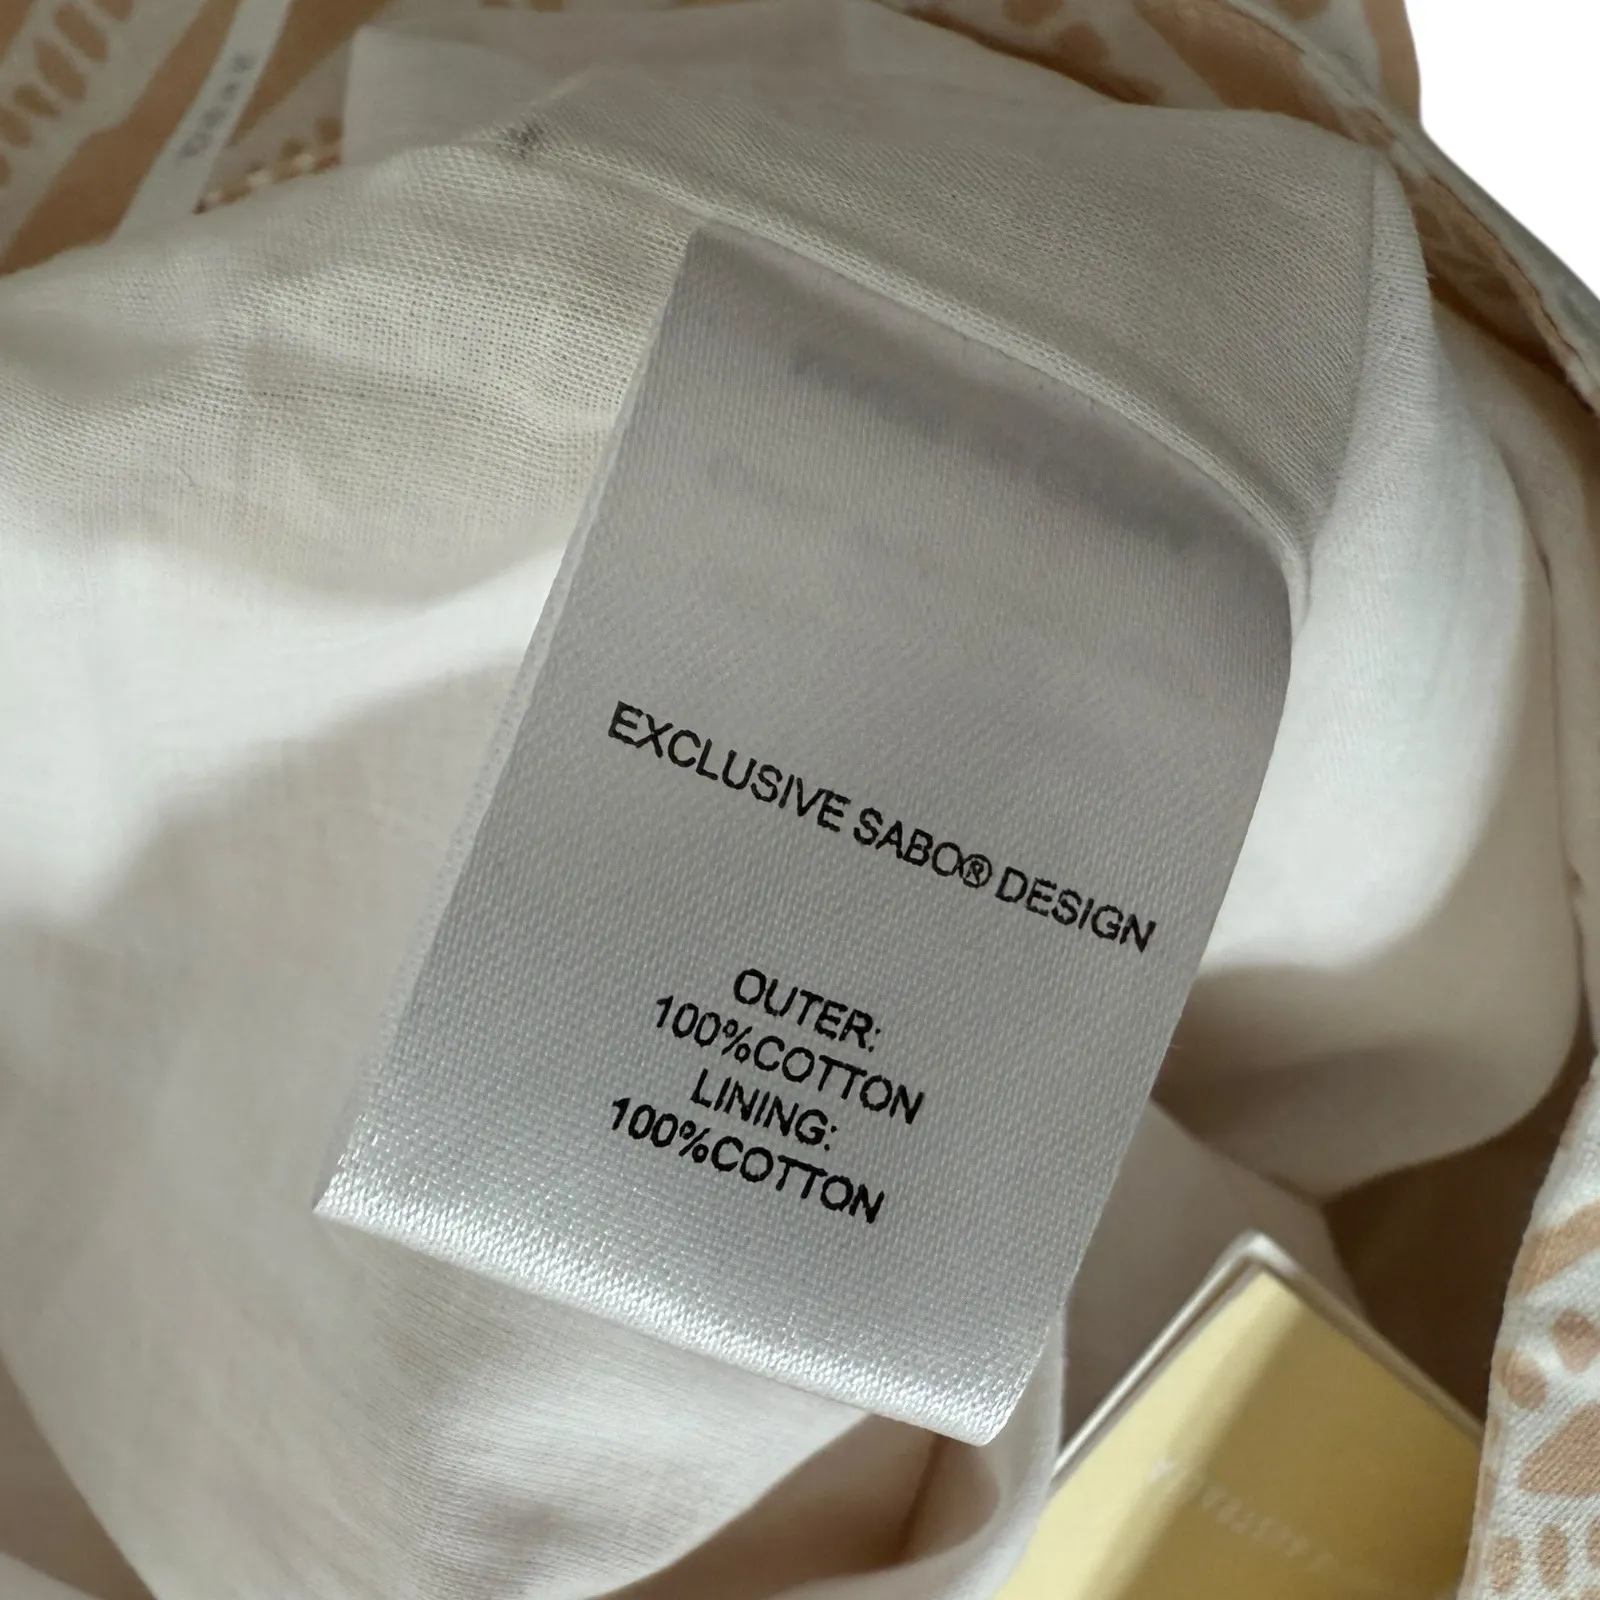 EXCLUSIVE SABO® DESIGN
OUTER:
100%COTTON
LINING:
100%COTTON